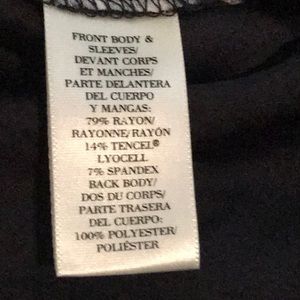 FRONT BODY &
SLEEVES/
DEVANT CORPS
ET MANCHES/
PARTE DELANTERA
DEL CUERPO
Y MANGAS:
79% RAYON/
RAYONNE/RAYÓN
14% TENCEL®
LYOCELL
7% SPANDEX
BACK BODY/
DOS DU CORPS/
PARTE TRASERA
DEL CUERPO:
100% POLYESTER/
POLIÉSTER